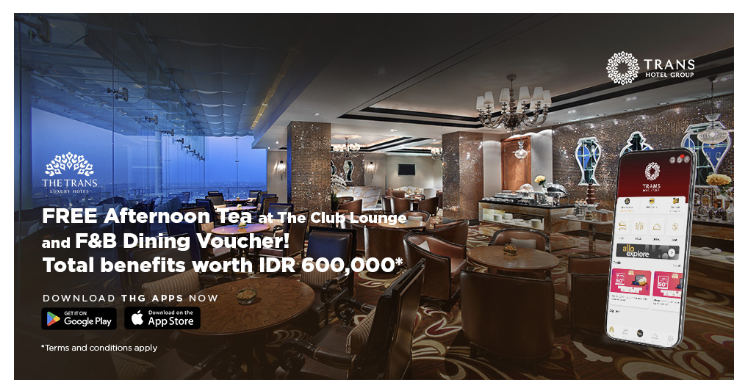 TRANS
HOTEL GROUP
THE TRANS
LUXURY HOTEL
FREE Afternoon Tea at The Club Lounge
and F&B Dining Voucher!
Total benefits worth IDR 600,000*
DOWNLOAD THG APPS NOW
GET IT ON
Google Play
Download on the
App Store
*Terms and conditions apply
TRANS
allo
explore